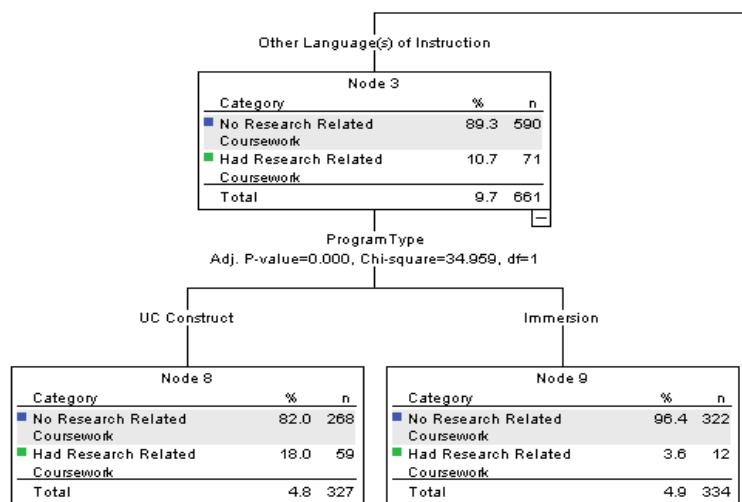 Other Language(s) of Instruction
Node 3
Category % n
No Research Related 89.3 590
Coursework
Had Research Related 10.7 71
Coursework
Total 9.7 661
ProgramType
Adj. P-value=0.000, Chi-square=34.959, df=1
UC Construct
Immersion
Node 8
Category % n
No Research Related 82.0 268
Coursework
Had Research Related 18.0 59
Coursework
Total 4.8 327
Node 9
Category % n
No Research Related 96.4 322
Coursework
Had Research Related 3.6 12
Coursework
Total 4.9 334